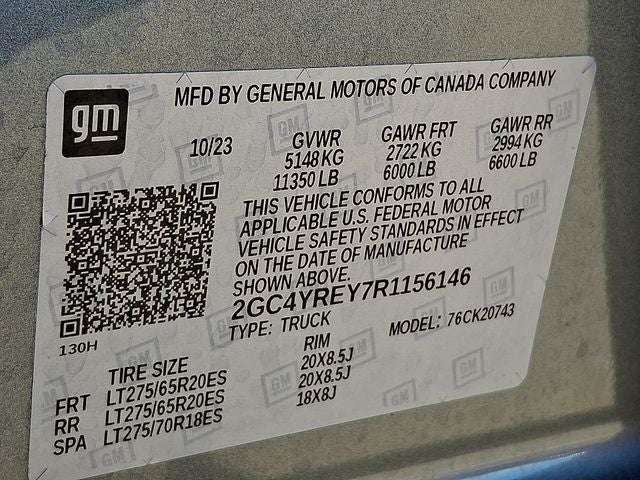 gm
MFD BY GENERAL MOTORS OF CANADA COMPANY
10/23
GVWR
5148 KG
11350 LB
GAWR FRT
2722 KG
6000 LB
GAWR RR
2994 KG
6600 LB
THIS VEHICLE CONFORMS TO ALL
APPLICABLE U.S. FEDERAL MOTOR
VEHICLE SAFETY STANDARDS IN EFFECT
ON THE DATE OF MANUFACTURE
SHOWN ABOVE.
2GC4YREY7R1156146
TYPE: TRUCK
MODEL: 76CK20743
130H
TIRE SIZE RIM
FRT LT275/65R20ES 20X8.5J
RR LT275/65R20ES 20X8.5J
SPA LT275/70R18ES 18X8J